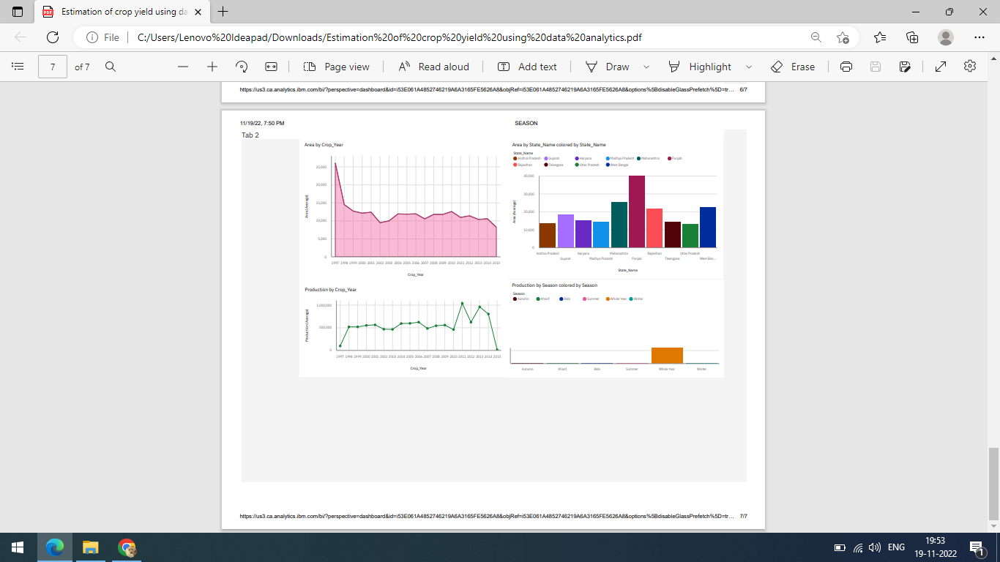 Estimation of crop yield using da
File
C:/Users/Lenovo%20Ideapad/Downloads/Estimation%20of%20crop%20yield%20using%20data%20analytics.pdf
7 of 7
Page view
Read aloud
Add text
Draw
Highlight
Erase
https://us3.ca.analytics.ibm.com/bi/?perspective=dashboard&id=i53E061A4852746219A6A3165FE5626A8&objRef=i53E061A4852746219A6A3165FE5626A8&options%5BdisableGlassPrefetch%5D=tr... 6/7
11/19/22, 7:50 PM SEASON
Tab 2
Area by Crop_Year
Area (Average)
25,000
20,000
15,000
10,000
5,000
0
1997 1998 1999 2000 2001 2002 2003 2004 2005 2006 2007 2008 2009 2010 2011 2012 2013 2014 2015
Crop_Year
Area by State_Name colored by State_Name
State_Name
Andhra Pradesh Gujarat Haryana Madhya Pradesh Maharashtra Punjab
Rajasthan Telangana Uttar Pradesh West Bengal
Area (Average)
40,000
30,000
20,000
10,000
0
Andhra Pradesh Haryana Maharashtra Rajasthan Uttar Pradesh
Gujarat Madhya Pradesh Punjab Telangana West Ben...
State_Name
Production by Crop_Year
Production (Average)
1,000,000
500,000
0
1997 1998 1999 2000 2001 2002 2003 2004 2005 2006 2007 2008 2009 2010 2011 2012 2013 2014 2015
Crop_Year
Production by Season colored by Season
Season
Autumn Kharif Rabi Summer Whole Year Winter
Autumn Kharif Rabi Summer Whole Year Winter
https://us3.ca.analytics.ibm.com/bi/?perspective=dashboard&id=i53E061A4852746219A6A3165FE5626A8&objRef=i53E061A4852746219A6A3165FE5626A8&options%5BdisableGlassPrefetch%5D=tr... 7/7
ENG
19:53
19-11-2022
1